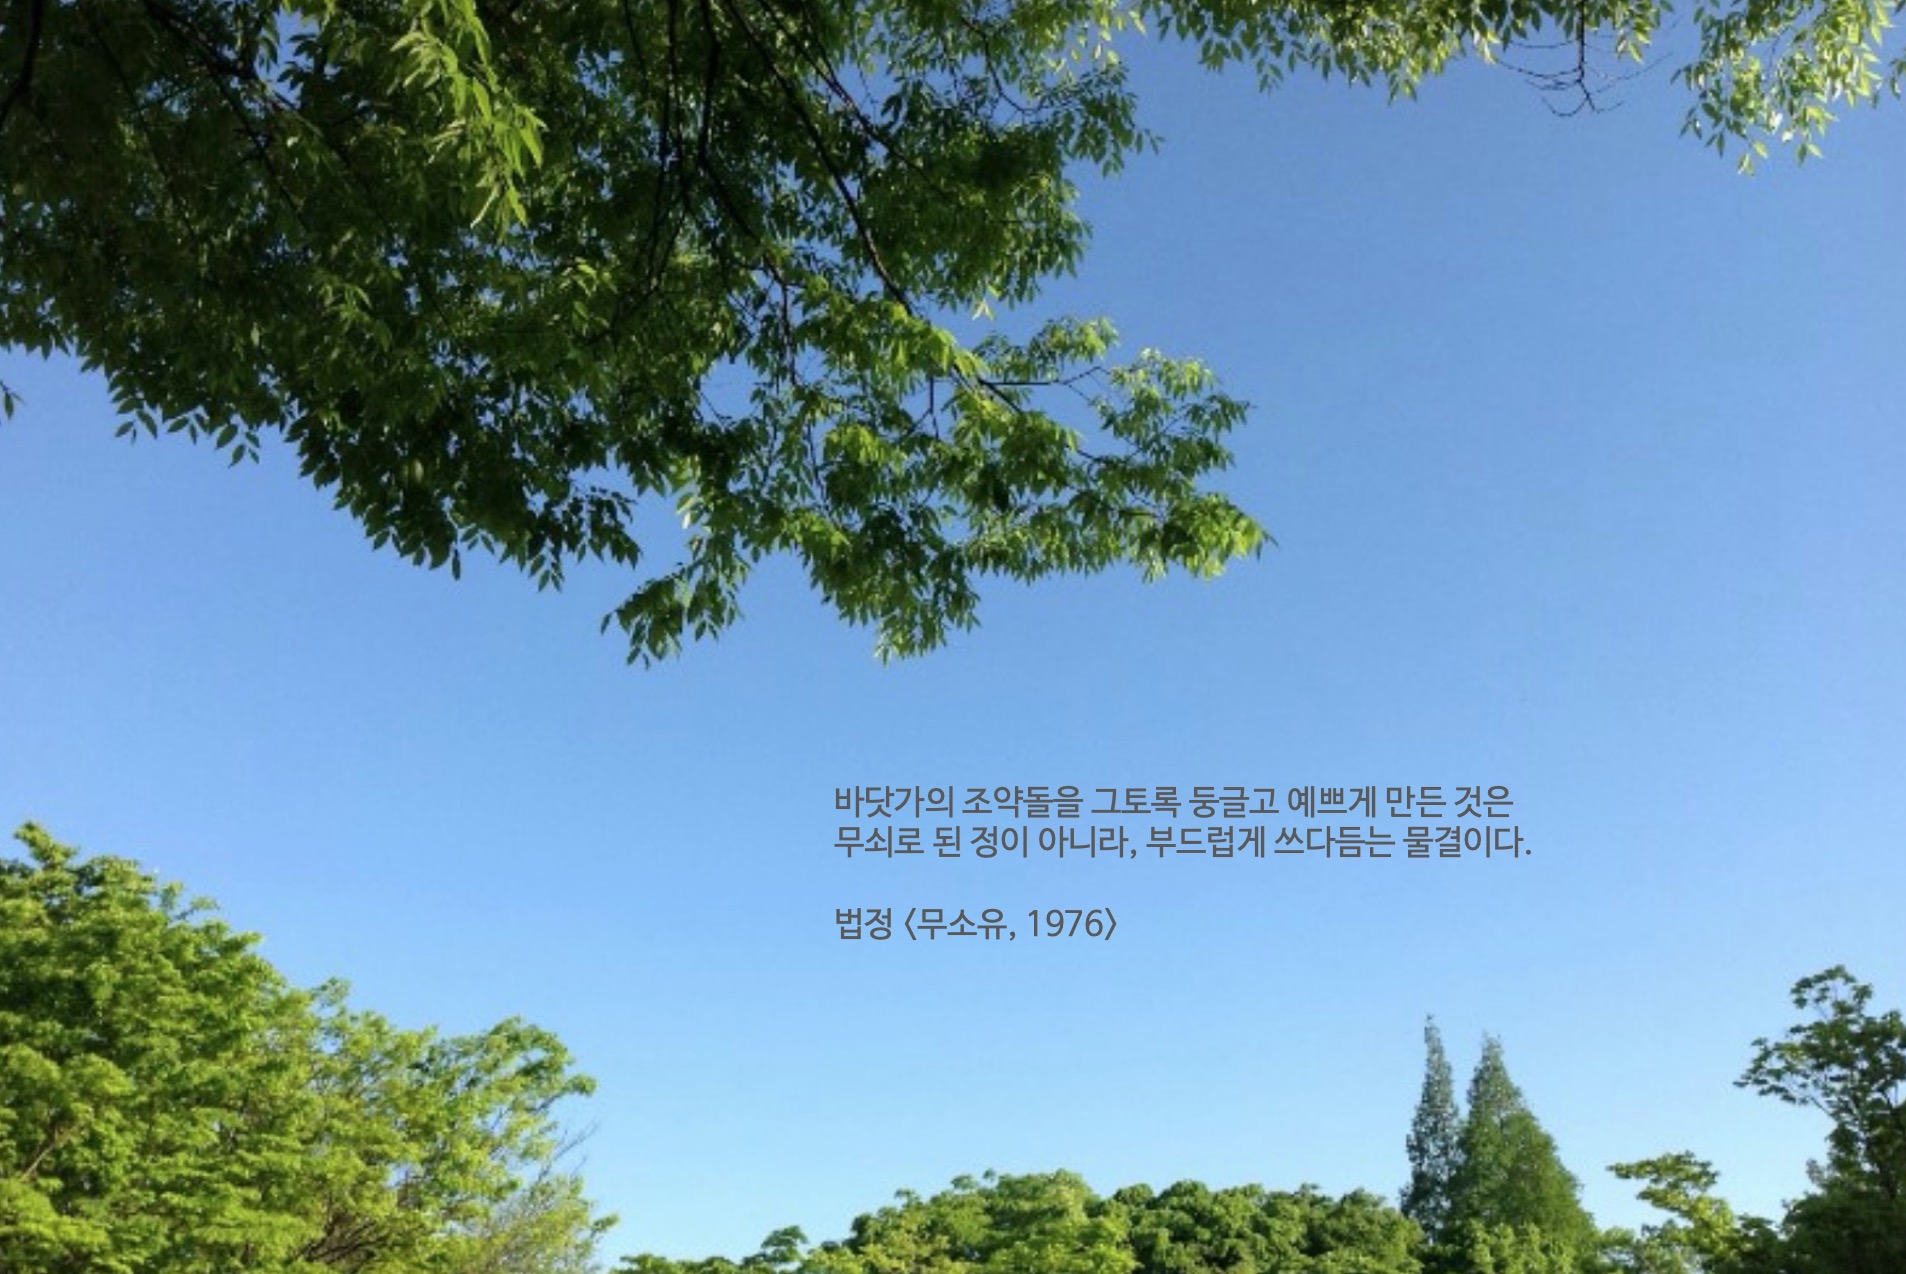 바닷가의 조약돌을 그토록 둥글고 예쁘게 만든 것은
무쇠로 된 정이 아니라, 부드럽게 쓰다듬는 물결이다.
법정 〈무소유, 1976〉